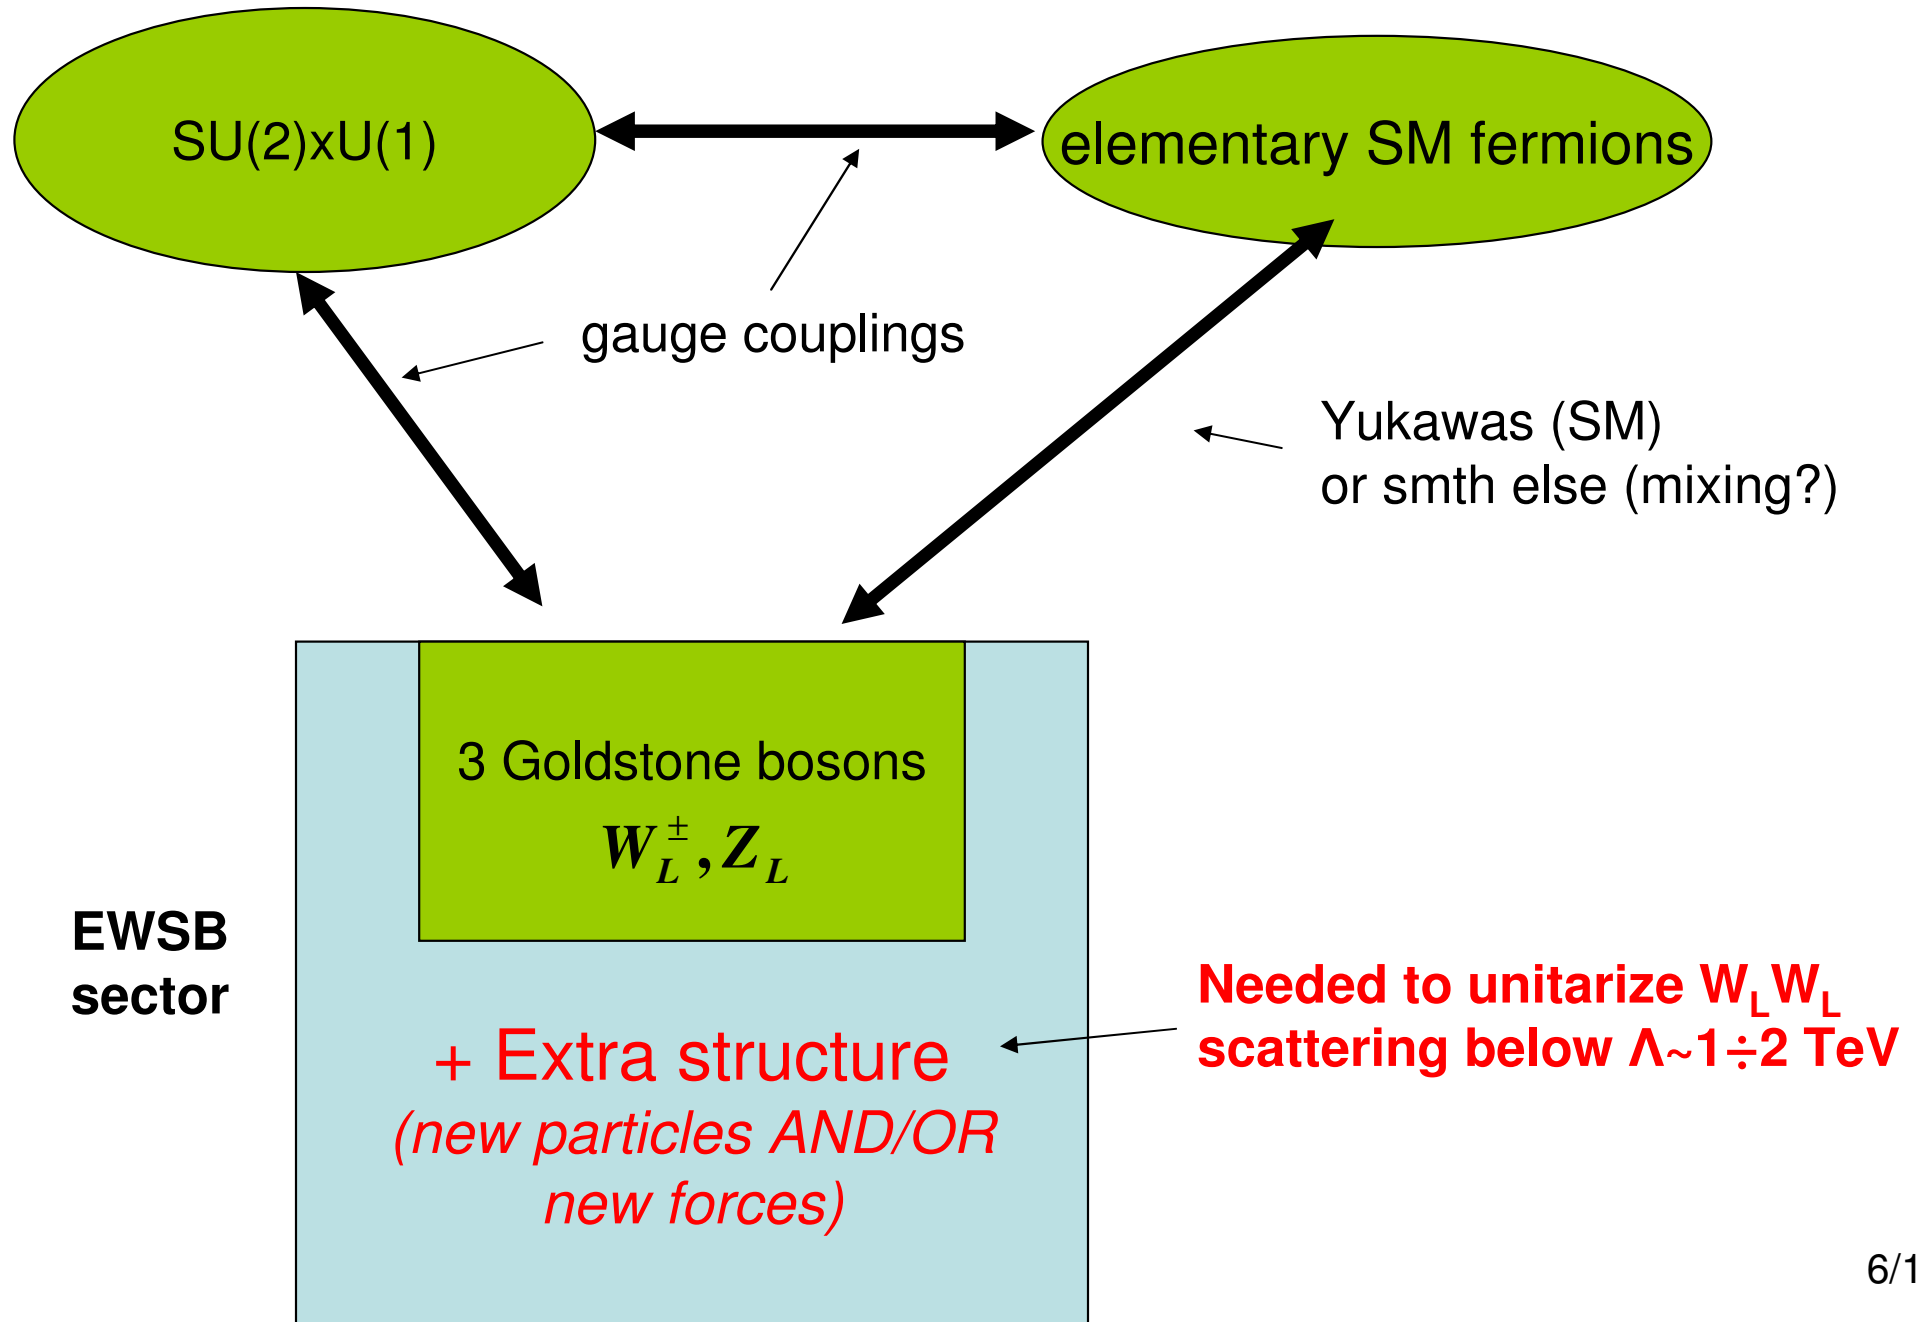 SU(2)xU(1)
elementary SM fermions
gauge couplings
Yukawas (SM)
or smth else (mixing?)
3 Goldstone bosons
W_L^±, Z_L
EWSB
sector
+ Extra structure
(new particles AND/OR
new forces)
Needed to unitarize W_L W_L
scattering below Λ~1÷2 TeV
6/1